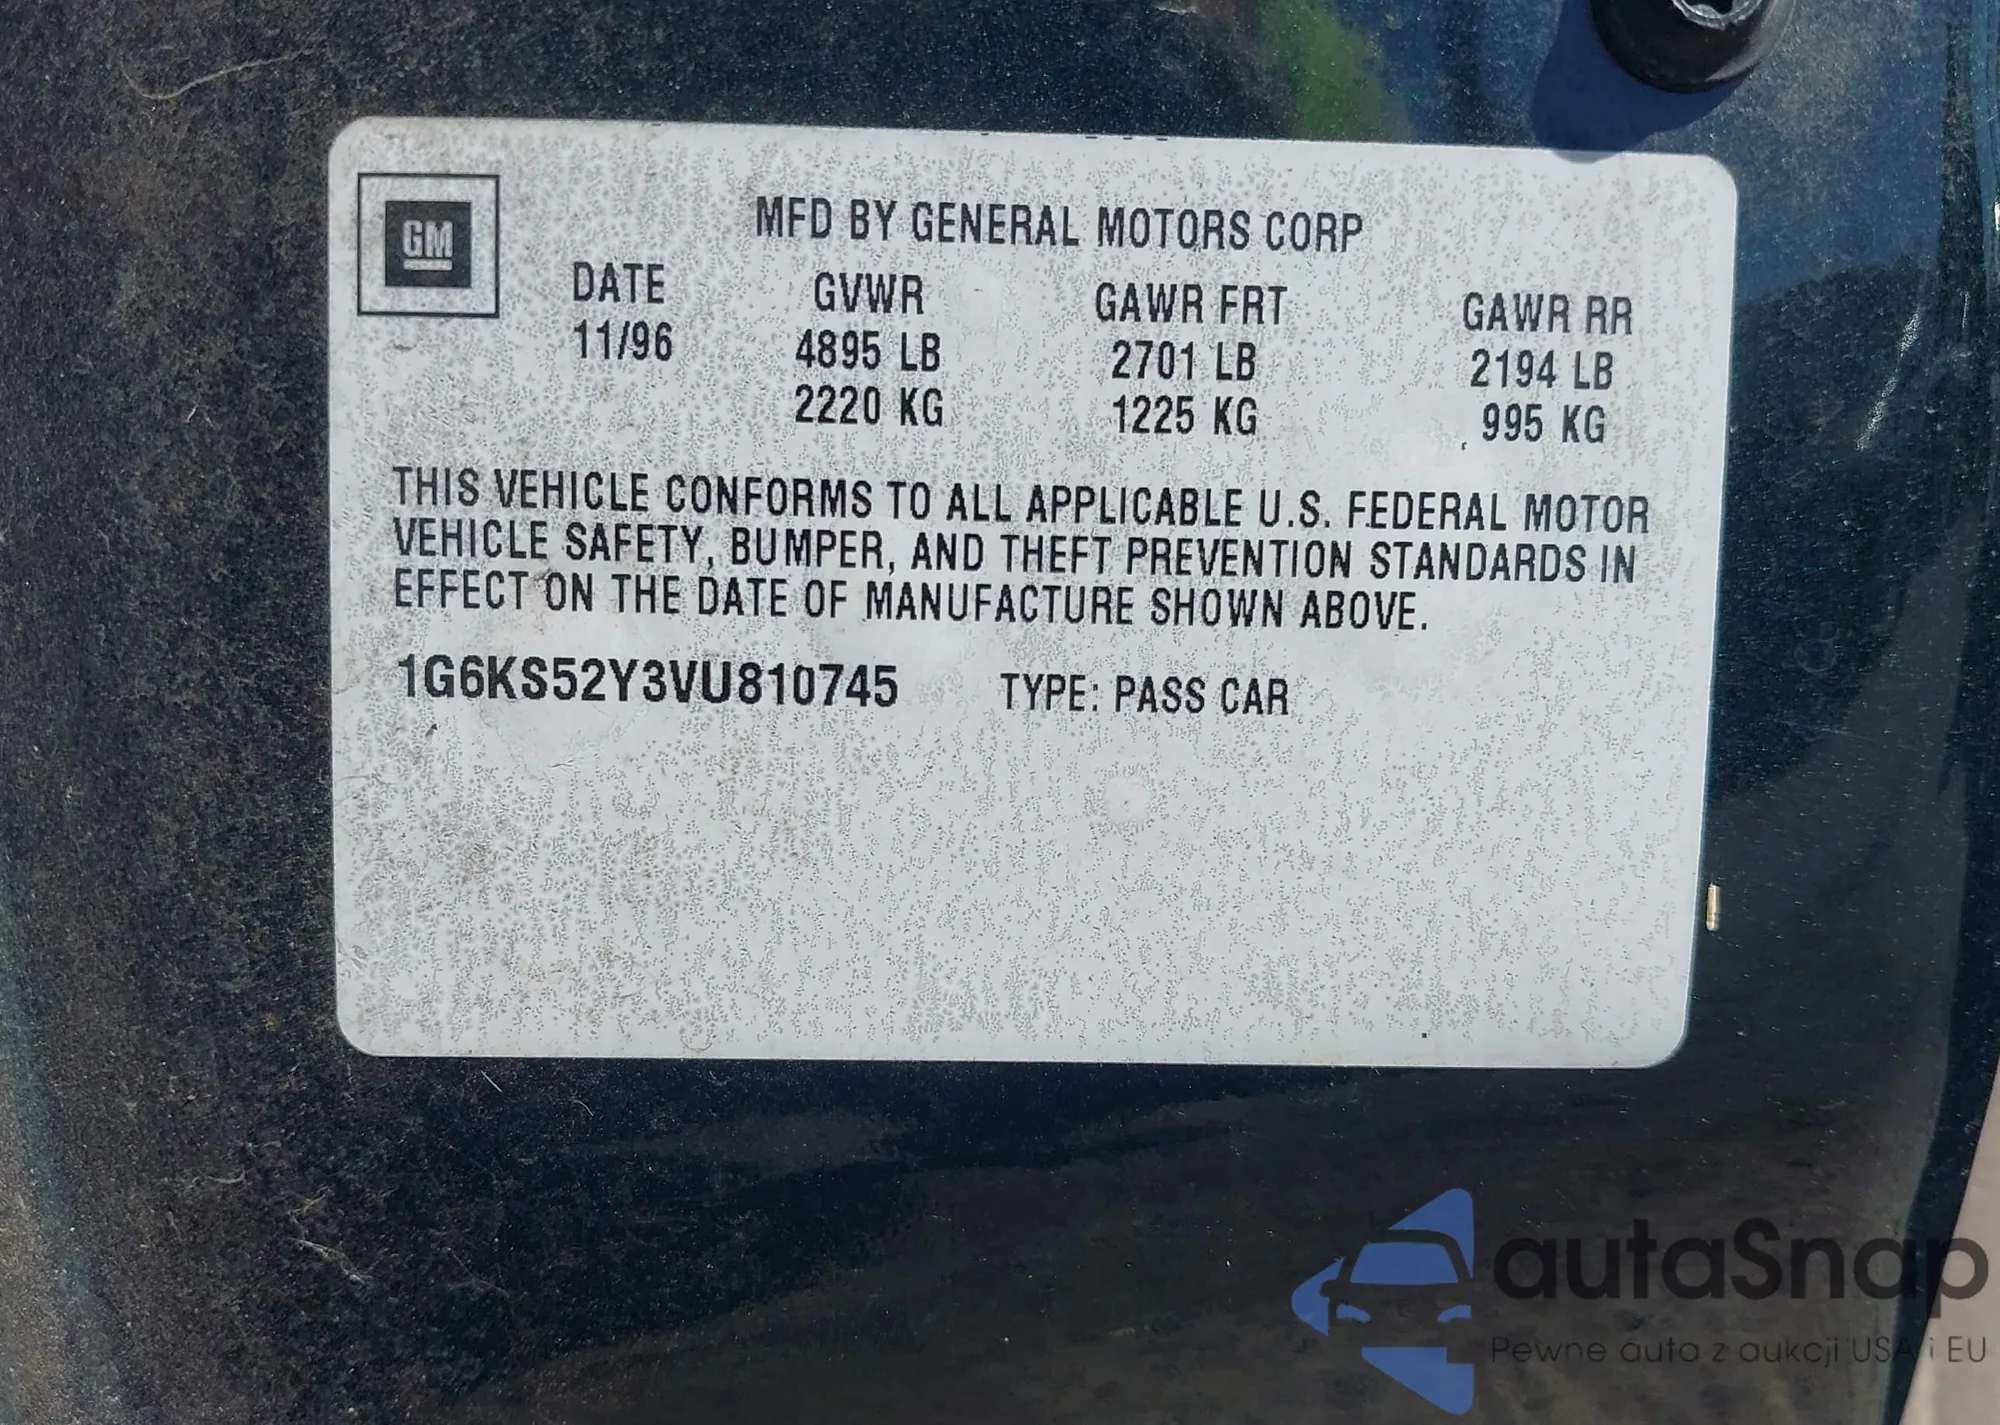 GM
MFD BY GENERAL MOTORS CORP
DATE GVWR GAWR FRT GAWR RR
11/96 4895 LB 2701 LB 2194 LB
2220 KG 1225 KG 995 KG
THIS VEHICLE CONFORMS TO ALL APPLICABLE U.S. FEDERAL MOTOR
VEHICLE SAFETY, BUMPER, AND THEFT PREVENTION STANDARDS IN
EFFECT ON THE DATE OF MANUFACTURE SHOWN ABOVE.
1G6KS52Y3VU810745 TYPE: PASS CAR
autaSnap
Pewne auta z aukcji USA i EU